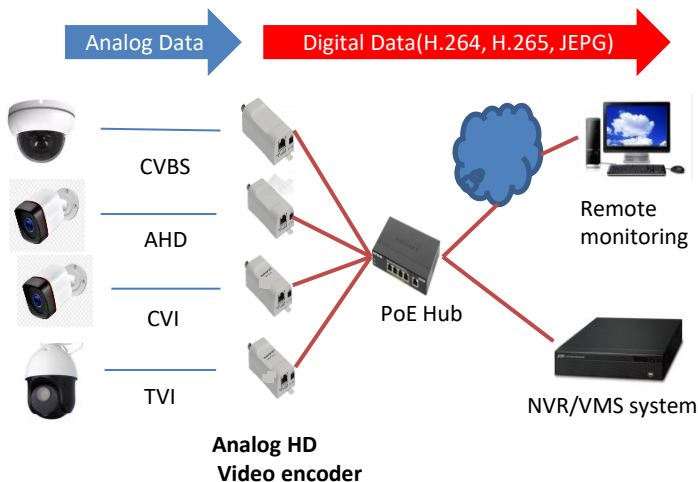 Analog Data
Digital Data(H.264, H.265, JEPG)
CVBS
AHD
CVI
TVI
Analog HD
Video encoder
PoE Hub
Remote
monitoring
NVR/VMS system